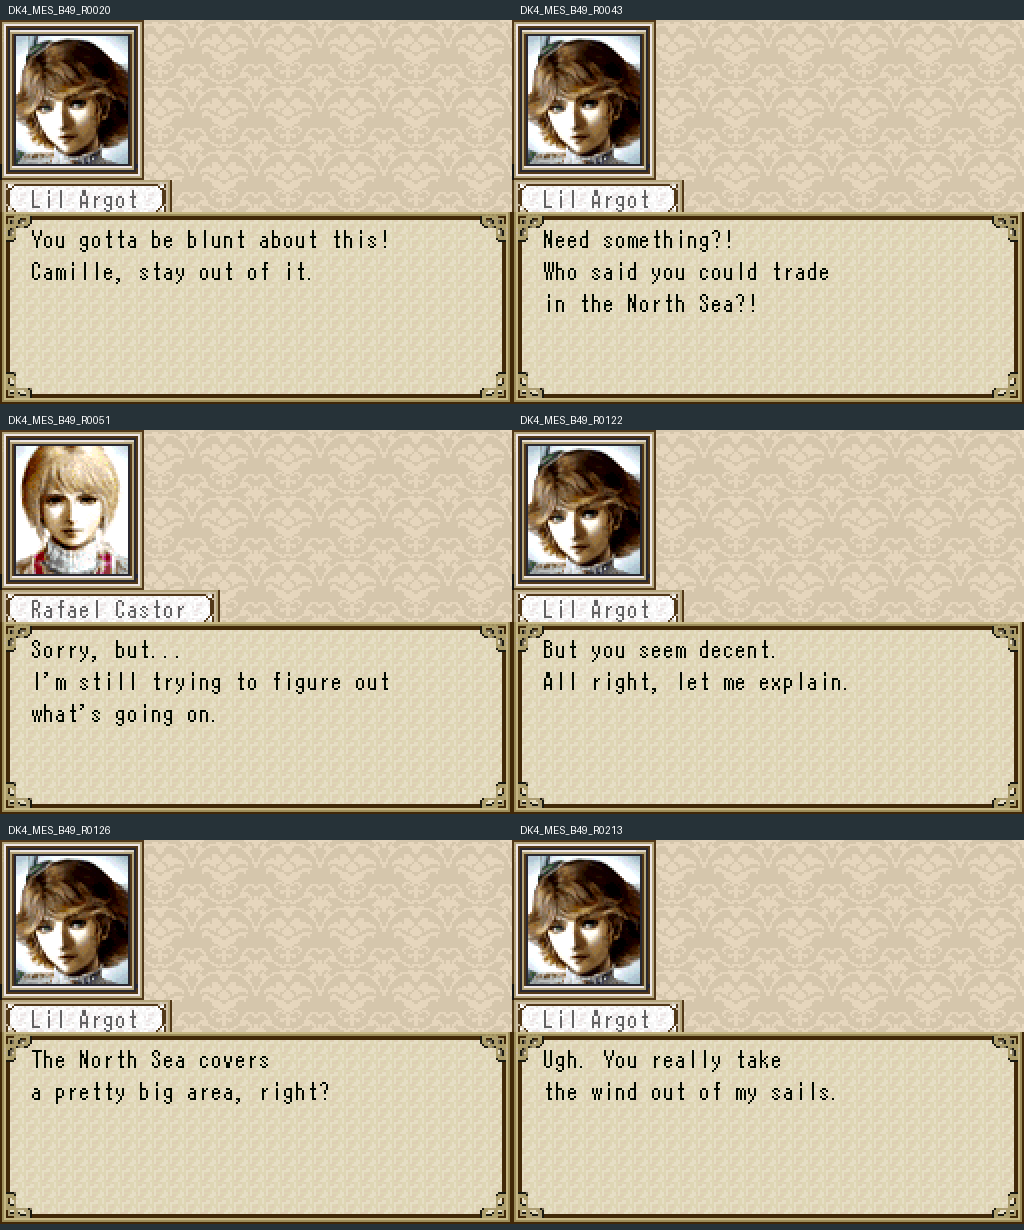 DK4_MES_B49_R0020
Lil Argot
You gotta be blunt about this!
Camille, stay out of it.
DK4_MES_B49_R0043
Lil Argot
Need something?!
Who said you could trade
in the North Sea?!
DK4_MES_B49_R0051
Rafael Castor
Sorry, but...
I'm still trying to figure out
what's going on.
DK4_MES_B49_R0122
Lil Argot
But you seem decent.
All right, let me explain.
DK4_MES_B49_R0126
Lil Argot
The North Sea covers
a pretty big area, right?
DK4_MES_B49_R0213
Lil Argot
Ugh. You really take
the wind out of my sails.